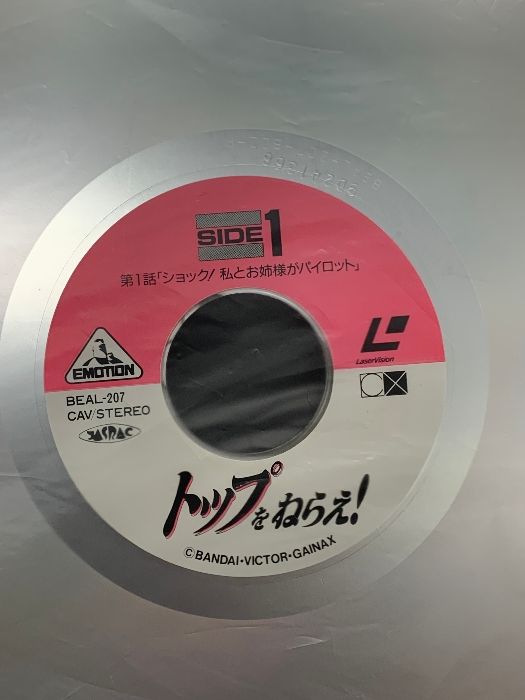 SIDE 1
第1話「ショック! 私とお姉様がパイロット」
EMOTION
LaserVision
BEAL-207
CAV/STEREO
JASRAC
CX
トップをねらえ!
©BANDAI・VICTOR・GAINAX